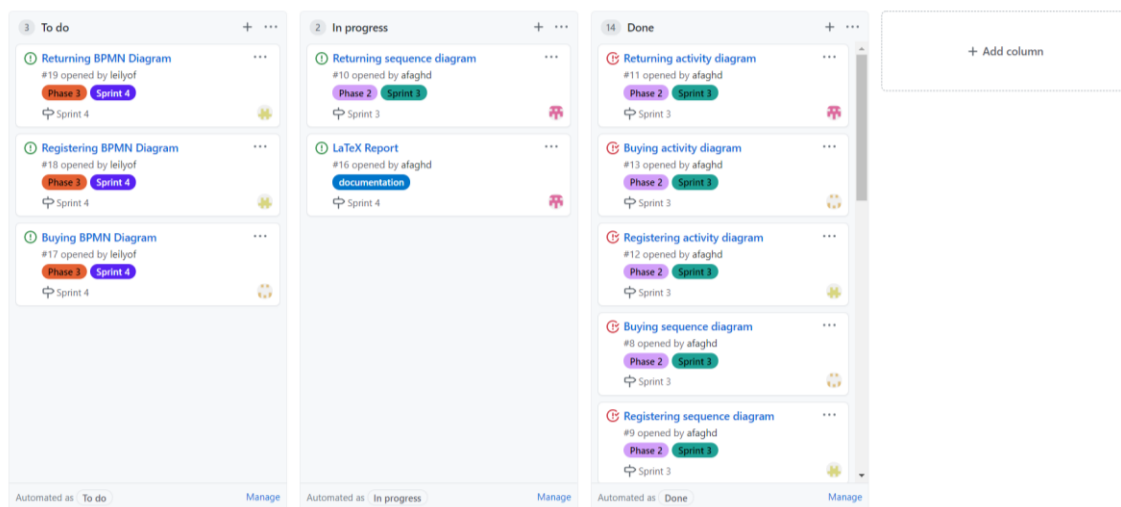 3 To do
Returning BPMN Diagram
#19 opened by leilyof
Phase 3 Sprint 4
Sprint 4
Registering BPMN Diagram
#18 opened by leilyof
Phase 3 Sprint 4
Sprint 4
Buying BPMN Diagram
#17 opened by leilyof
Phase 3 Sprint 4
Sprint 4
Automated as To do Manage
2 In progress
Returning sequence diagram
#10 opened by afaghd
Phase 2 Sprint 3
Sprint 3
LaTeX Report
#16 opened by afaghd
documentation
Sprint 4
Automated as In progress Manage
14 Done
Returning activity diagram
#11 opened by afaghd
Phase 2 Sprint 3
Sprint 3
Buying activity diagram
#13 opened by afaghd
Phase 2 Sprint 3
Sprint 3
Registering activity diagram
#12 opened by afaghd
Phase 2 Sprint 3
Sprint 3
Buying sequence diagram
#8 opened by afaghd
Phase 2 Sprint 3
Sprint 3
Registering sequence diagram
#9 opened by afaghd
Phase 2 Sprint 3
Sprint 3
Automated as Done Manage
+ Add column